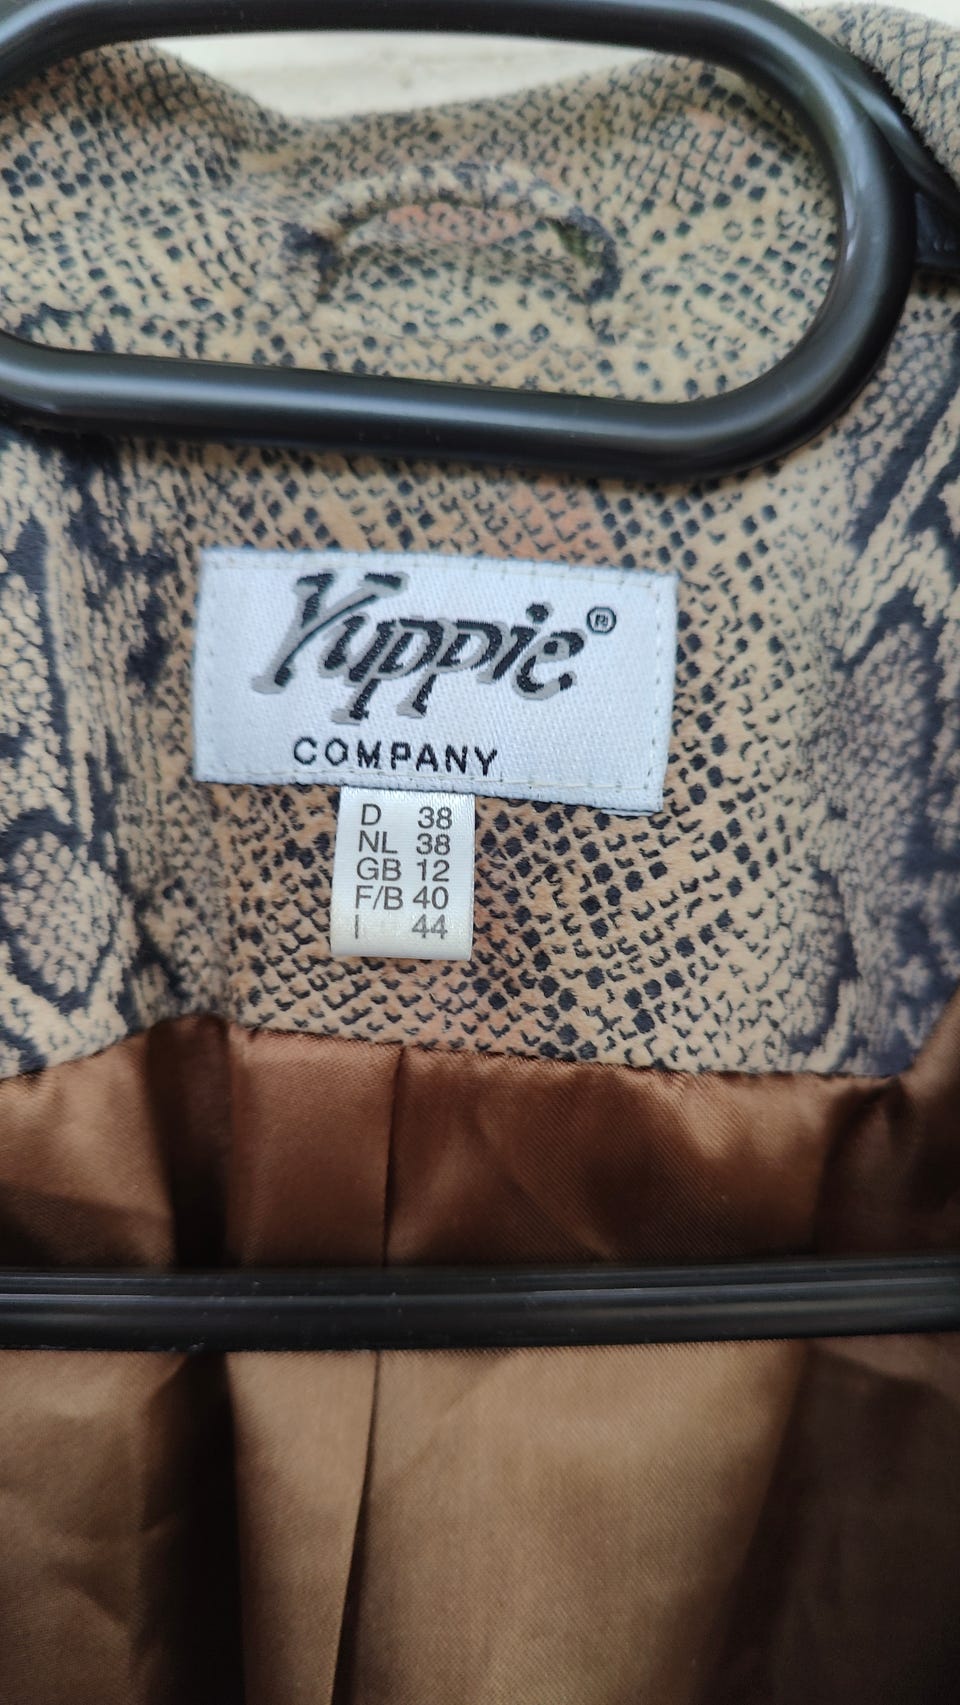 Yuppie®
COMPANY
D 38
NL 38
GB 12
F/B 40
I 44